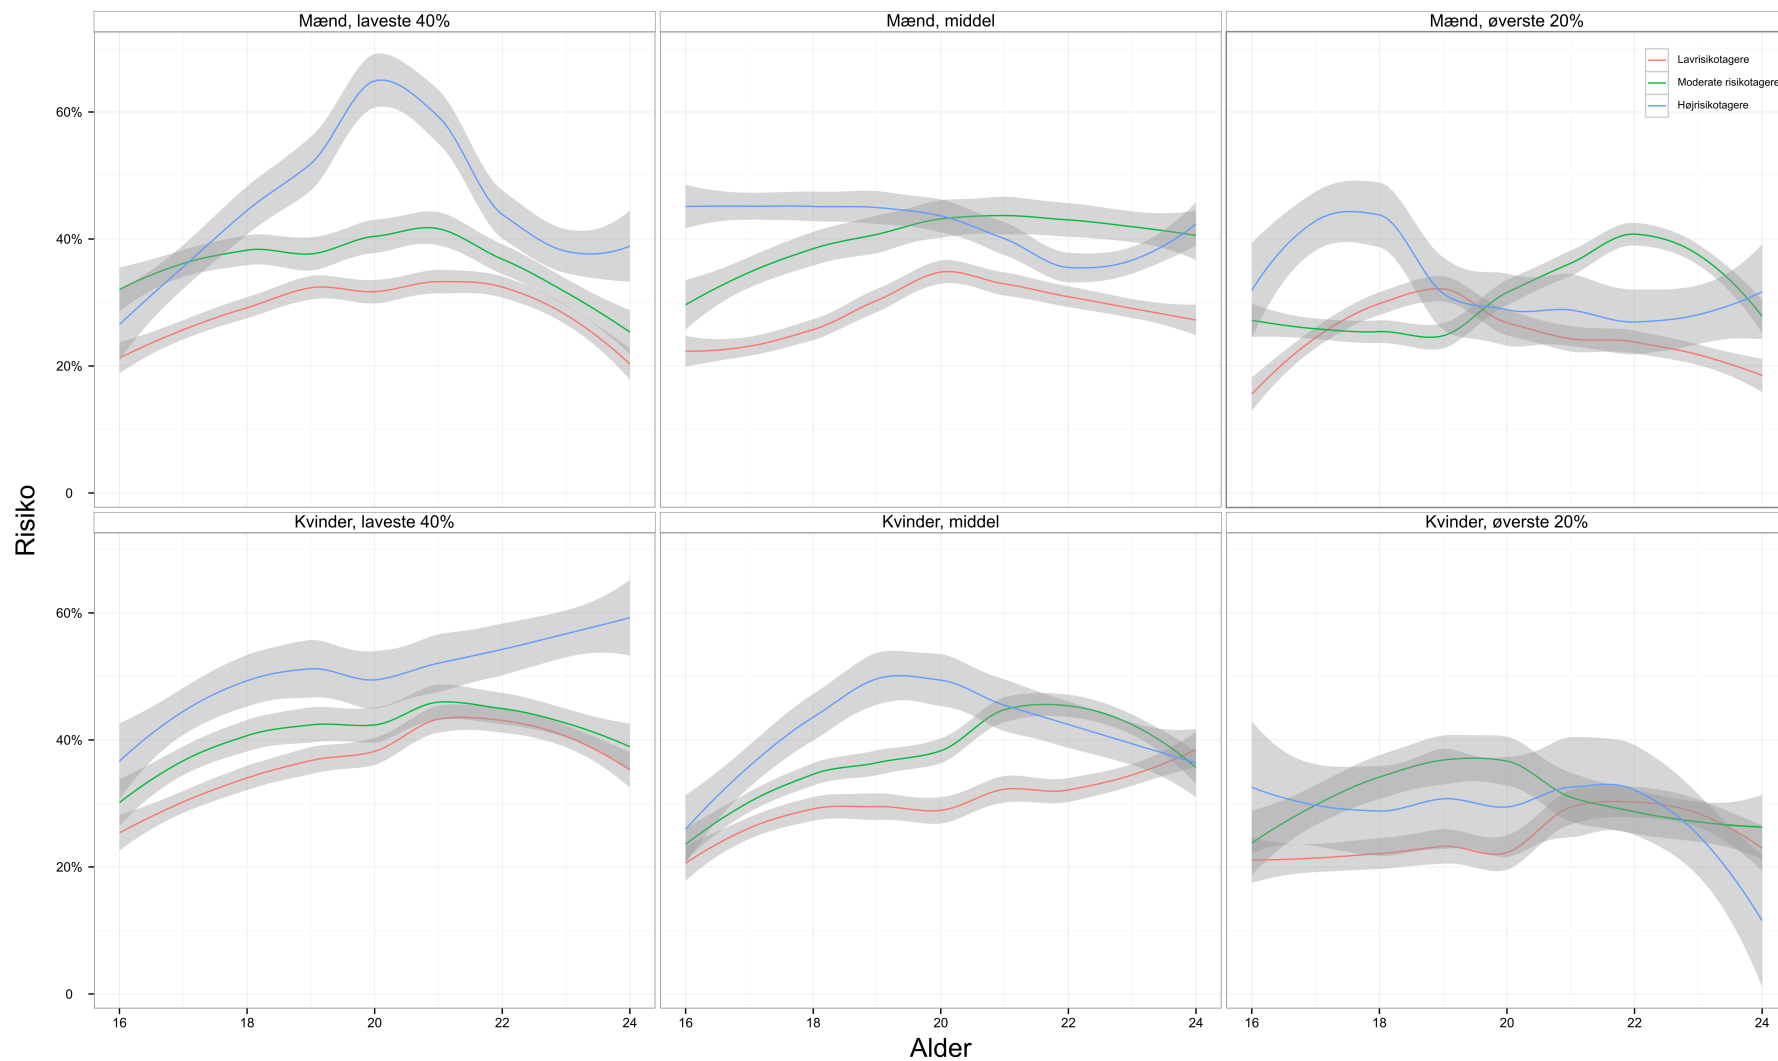 Mænd, laveste 40%
Mænd, middel
Mænd, øverste 20%
Lavrisikotagere
Moderate risikotagere
Højrisikotagere
60%
40%
20%
0
Risiko
Kvinder, laveste 40%
Kvinder, middel
Kvinder, øverste 20%
60%
40%
20%
0
16 18 20 22 24
16 18 20 22 24
16 18 20 22 24
Alder